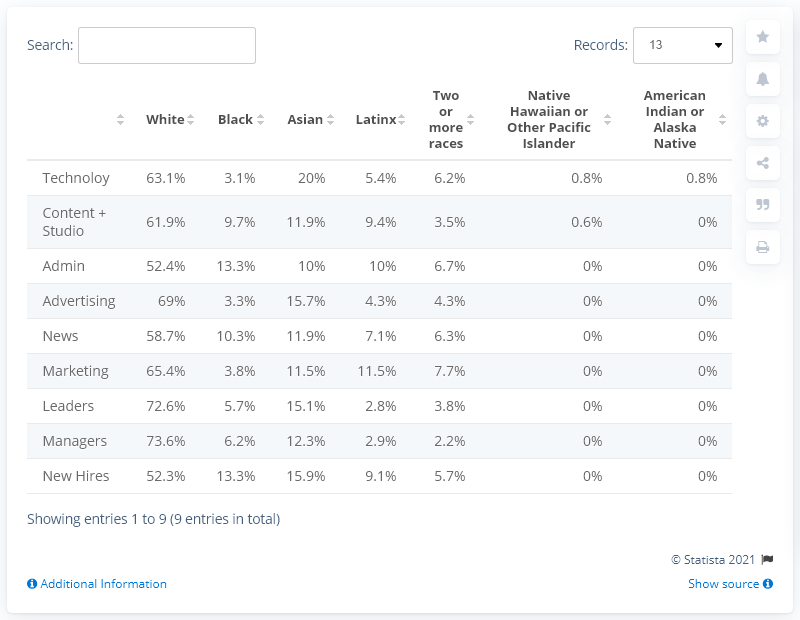 Search:
Records: 13
White Black Asian Latinx Two or more races Native Hawaiian or Other Pacific Islander American Indian or Alaska Native
Technoloy 63.1% 3.1% 20% 5.4% 6.2% 0.8% 0.8%
Content + Studio 61.9% 9.7% 11.9% 9.4% 3.5% 0.6% 0%
Admin 52.4% 13.3% 10% 10% 6.7% 0% 0%
Advertising 69% 3.3% 15.7% 4.3% 4.3% 0% 0%
News 58.7% 10.3% 11.9% 7.1% 6.3% 0% 0%
Marketing 65.4% 3.8% 11.5% 11.5% 7.7% 0% 0%
Leaders 72.6% 5.7% 15.1% 2.8% 3.8% 0% 0%
Managers 73.6% 6.2% 12.3% 2.9% 2.2% 0% 0%
New Hires 52.3% 13.3% 15.9% 9.1% 5.7% 0% 0%
Showing entries 1 to 9 (9 entries in total)
© Statista 2021
Additional Information
Show source